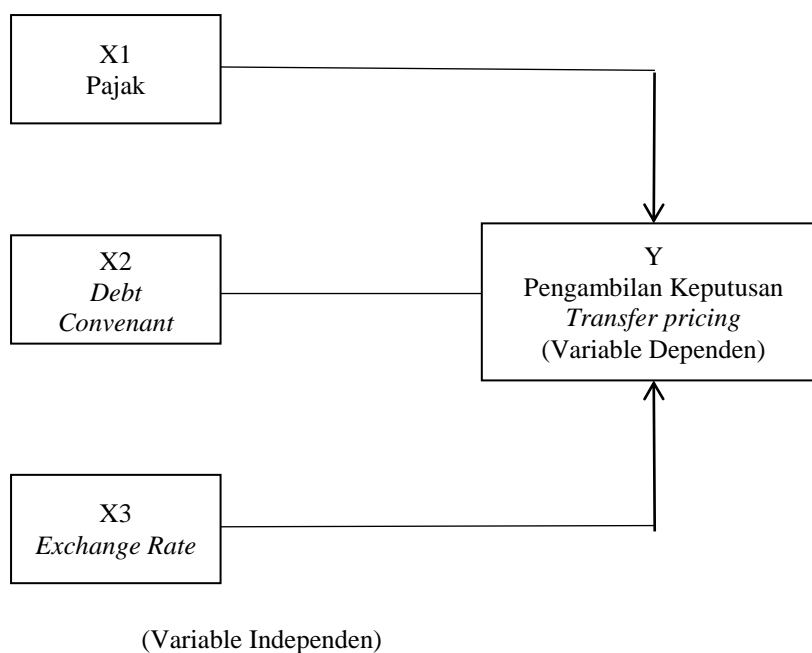 X1
Pajak
X2
Debt
Convenant
Y
Pengambilan Keputusan
Transfer pricing
(Variable Dependen)
X3
Exchange Rate
(Variable Independen)